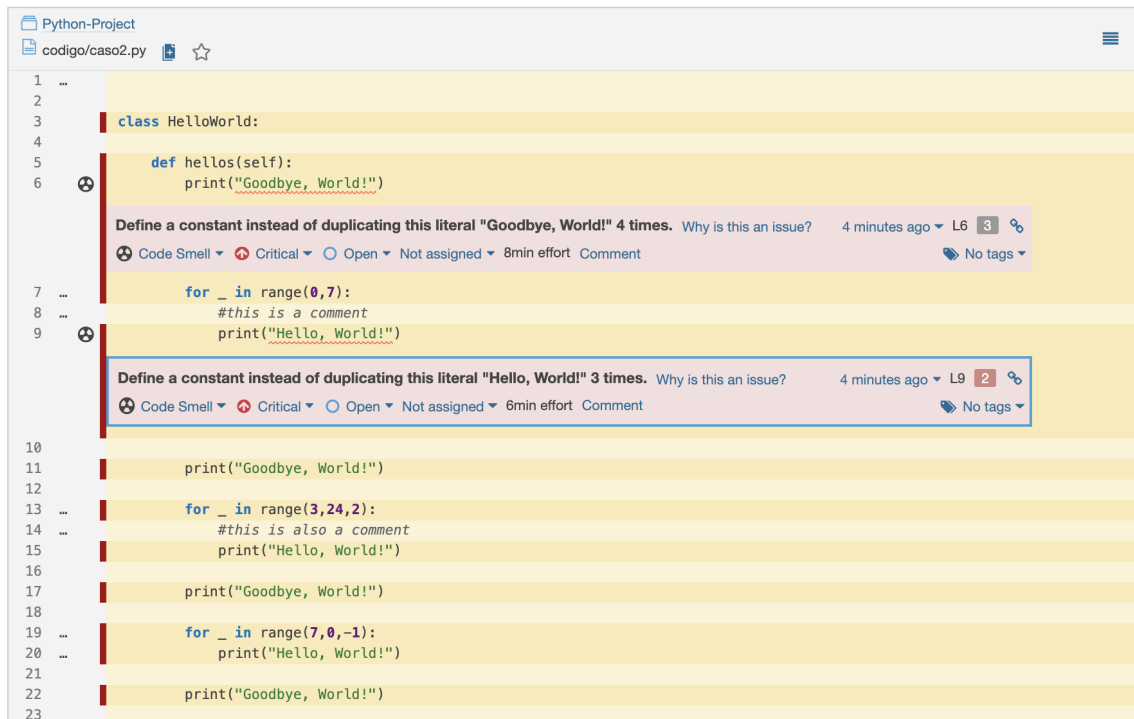 Python-Project
codigo/caso2.py
1 …
2
3 class HelloWorld:
4
5 def hellos(self):
6 print("Goodbye, World!")
Define a constant instead of duplicating this literal "Goodbye, World!" 4 times. Why is this an issue? 4 minutes ago L6 3
Code Smell Critical Open Not assigned 8min effort Comment No tags
7 … for _ in range(0,7):
8 … #this is a comment
9 print("Hello, World!")
Define a constant instead of duplicating this literal "Hello, World!" 3 times. Why is this an issue? 4 minutes ago L9 2
Code Smell Critical Open Not assigned 6min effort Comment No tags
10
11 print("Goodbye, World!")
12
13 … for _ in range(3,24,2):
14 … #this is also a comment
15 print("Hello, World!")
16
17 print("Goodbye, World!")
18
19 … for _ in range(7,0,-1):
20 … print("Hello, World!")
21
22 print("Goodbye, World!")
23